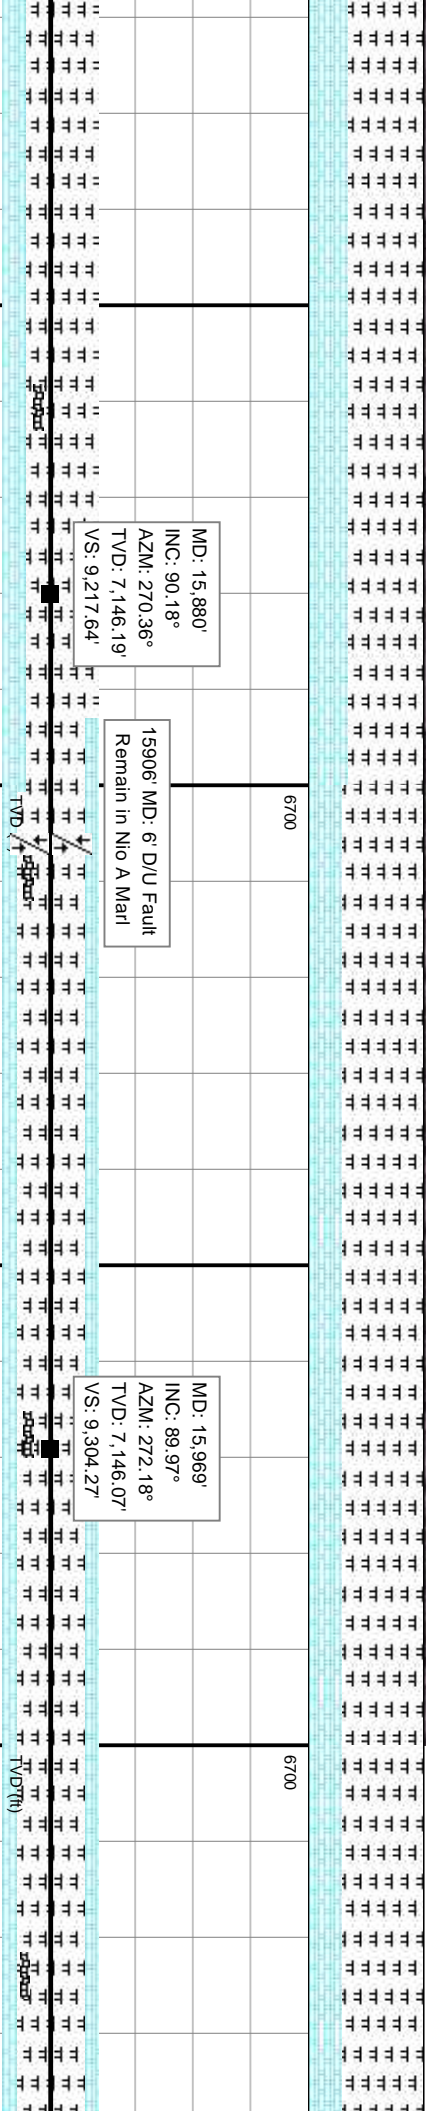 MD: 15,880'
INC: 90.18°
AZM: 270.36°
TVD: 7,146.19'
VS: 9,217.64'
15906' MD: 6' D/U Fault
Remain in Nio A Marl
6700
TVD
MD: 15,969'
INC: 89.97°
AZM: 272.18°
TVD: 7,146.07'
VS: 9,304.27'
6700
TVD (ft)